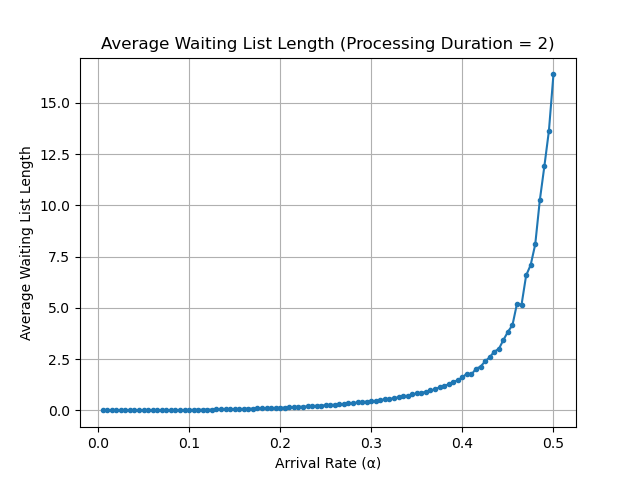 Average Waiting List Length (Processing Duration = 2)
Average Waiting List Length
15.0
12.5
10.0
7.5
5.0
2.5
0.0
0.0 0.1 0.2 0.3 0.4 0.5
Arrival Rate (α)